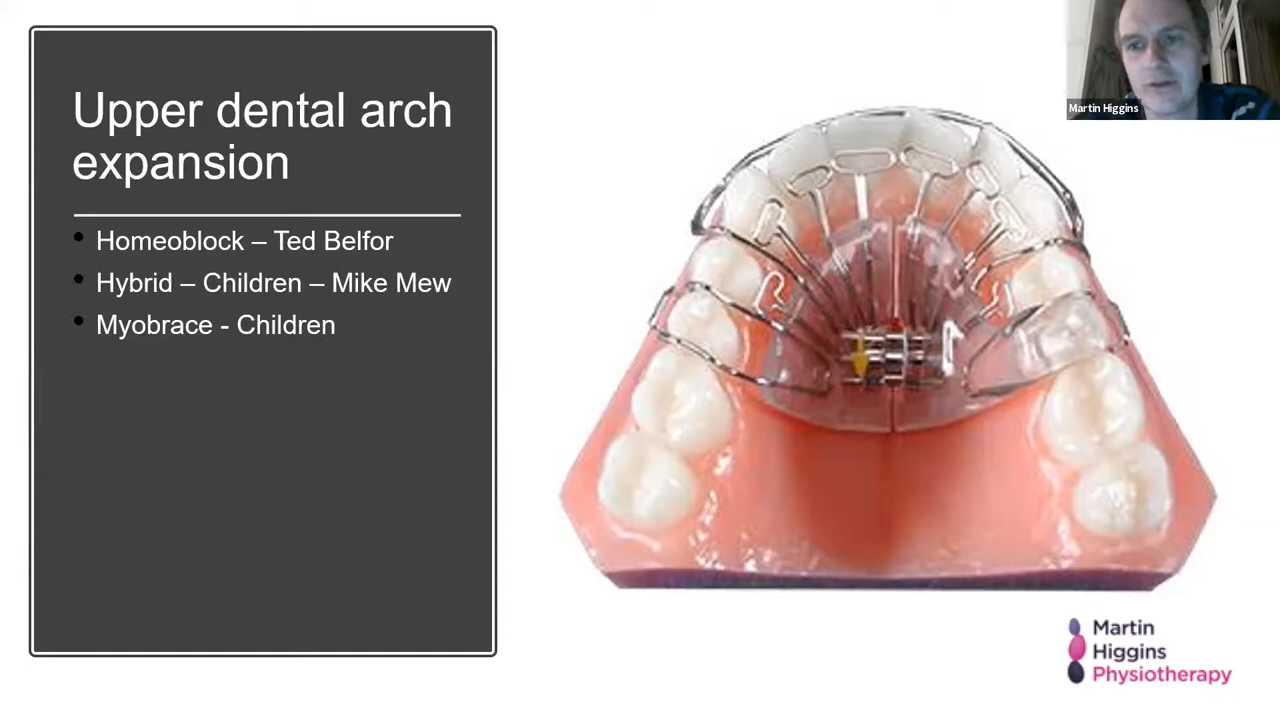 Upper dental arch
expansion
• Homeoblock – Ted Belfor
• Hybrid – Children – Mike Mew
• Myobrace - Children
Martin Higgins
Martin
Higgins
Physiotherapy